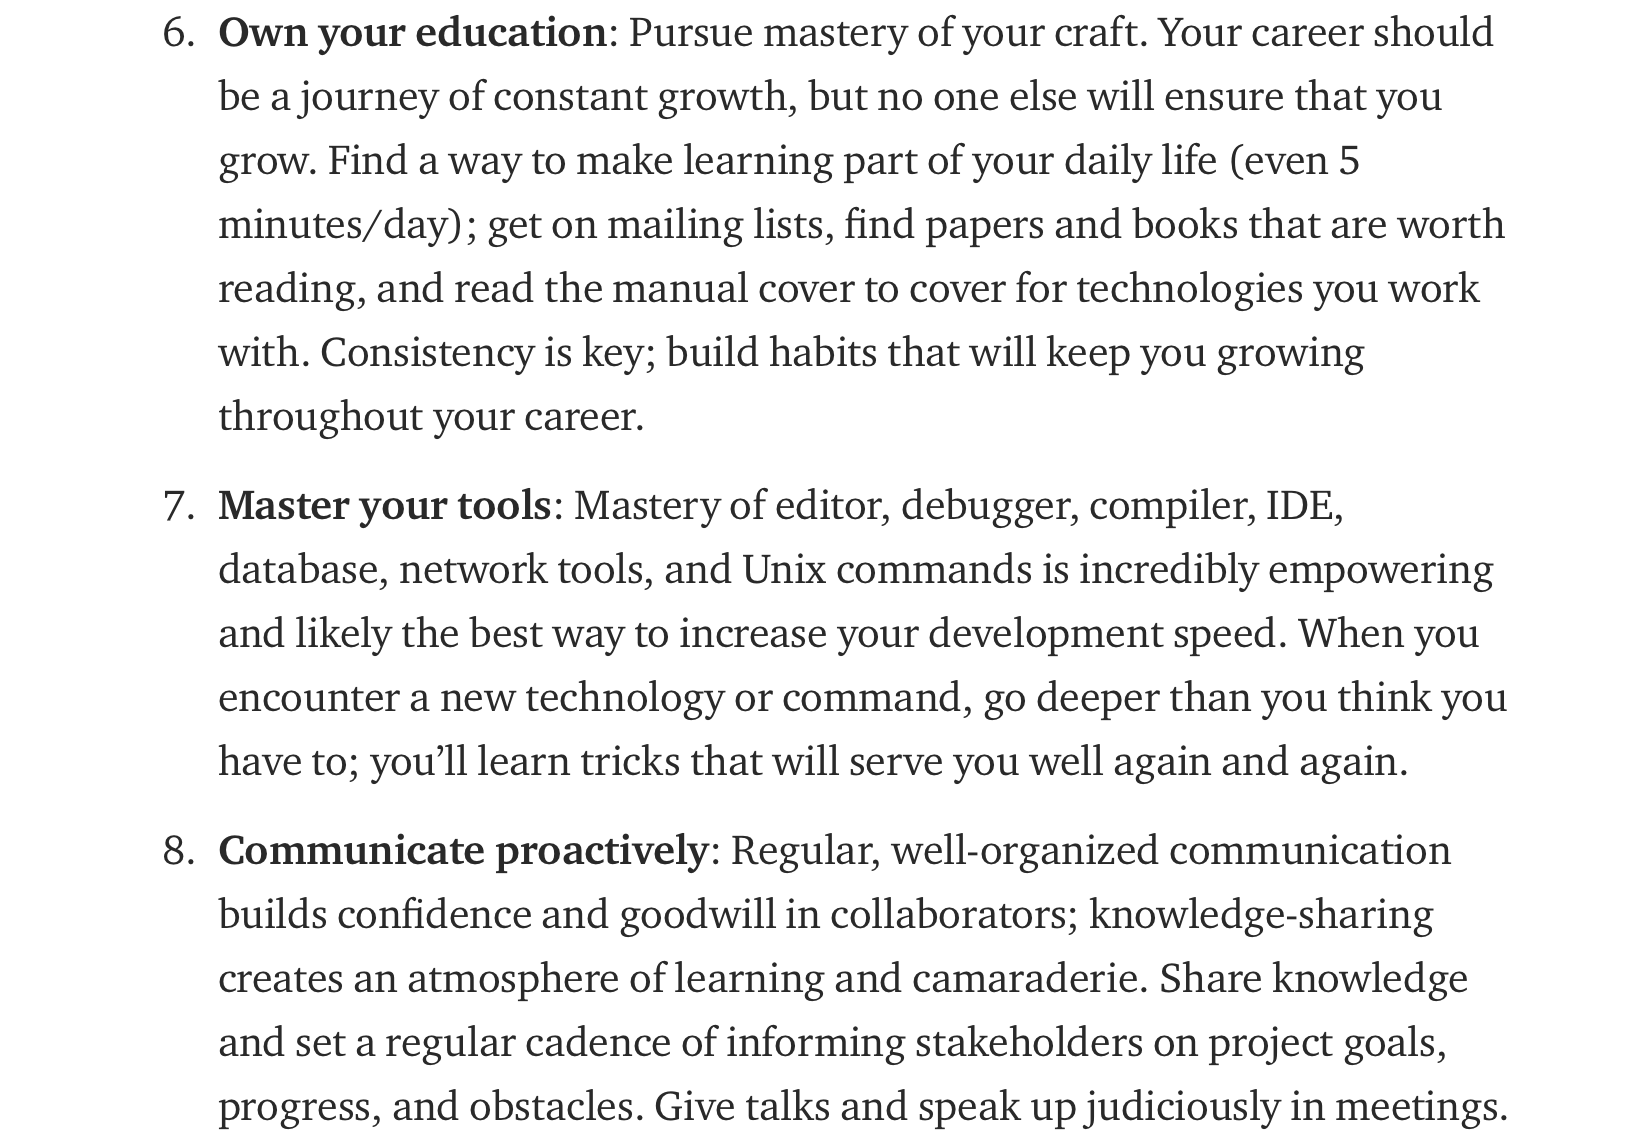 6. Own your education: Pursue mastery of your craft. Your career should
be a journey of constant growth, but no one else will ensure that you
grow. Find a way to make learning part of your daily life (even 5
minutes/day); get on mailing lists, find papers and books that are worth
reading, and read the manual cover to cover for technologies you work
with. Consistency is key; build habits that will keep you growing
throughout your career.
7. Master your tools: Mastery of editor, debugger, compiler, IDE,
database, network tools, and Unix commands is incredibly empowering
and likely the best way to increase your development speed. When you
encounter a new technology or command, go deeper than you think you
have to; you’ll learn tricks that will serve you well again and again.
8. Communicate proactively: Regular, well-organized communication
builds confidence and goodwill in collaborators; knowledge-sharing
creates an atmosphere of learning and camaraderie. Share knowledge
and set a regular cadence of informing stakeholders on project goals,
progress, and obstacles. Give talks and speak up judiciously in meetings.